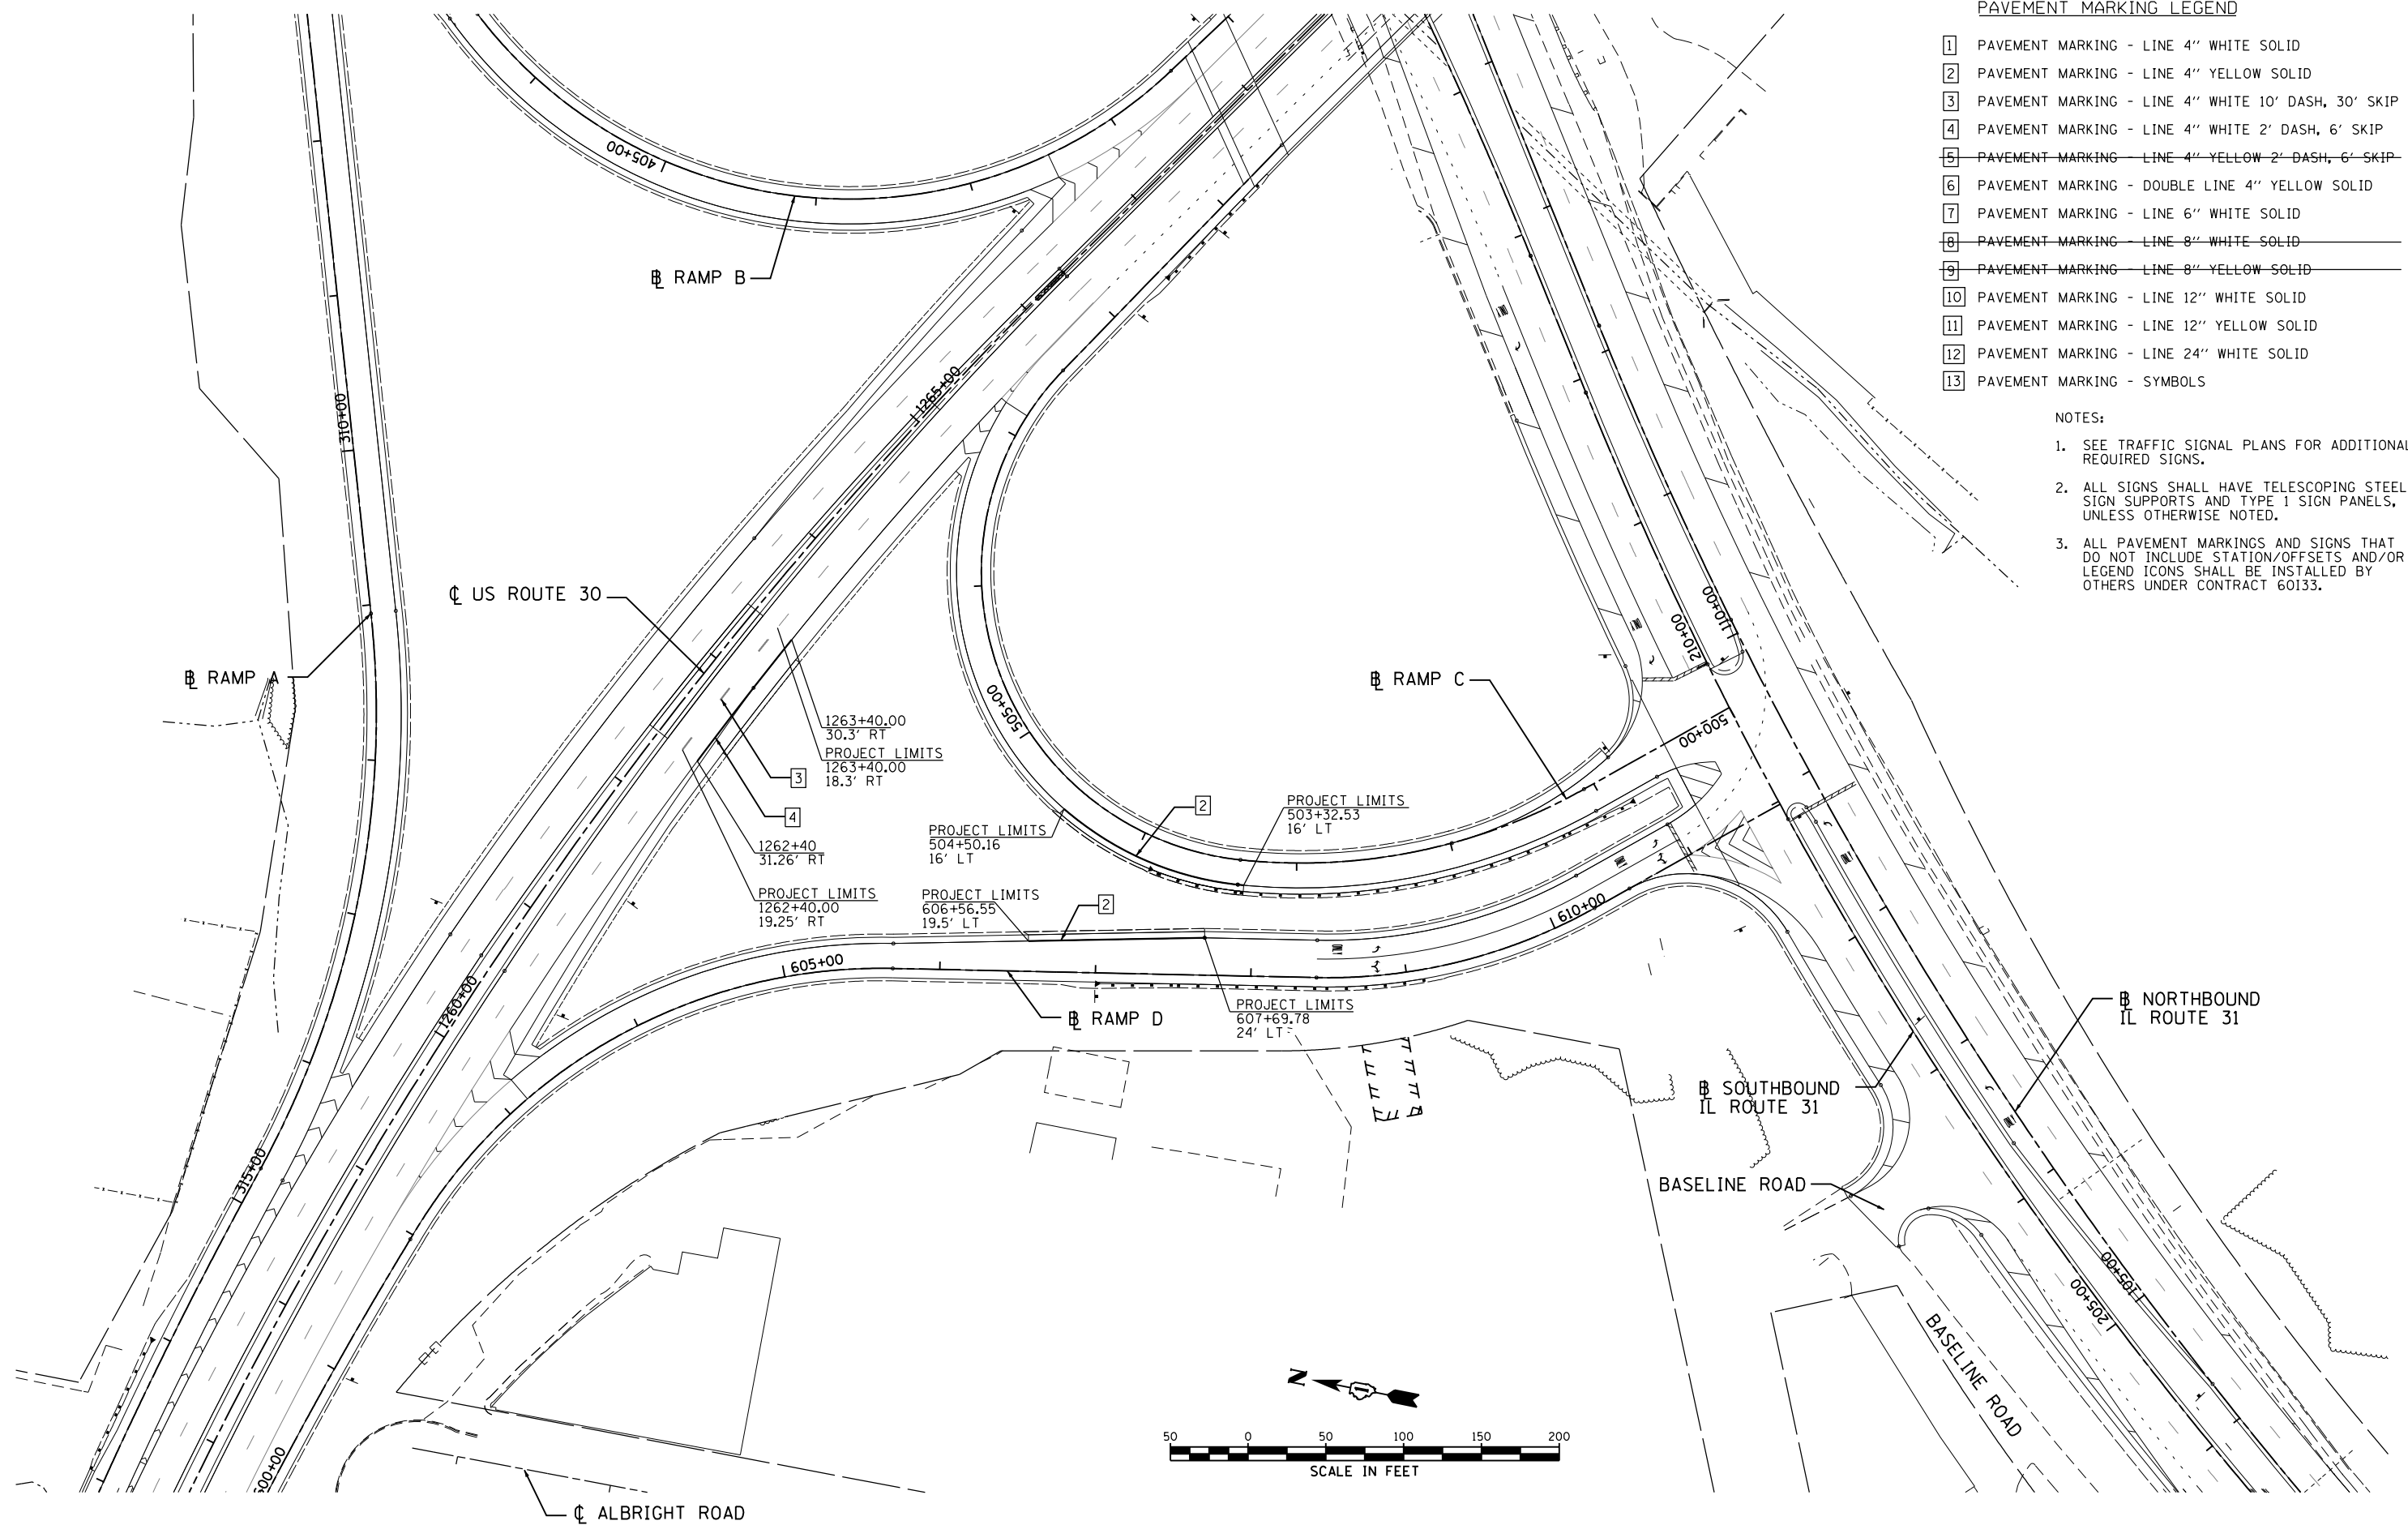 PAVEMENT MARKING LEGEND
1 PAVEMENT MARKING - LINE 4'' WHITE SOLID
2 PAVEMENT MARKING - LINE 4'' YELLOW SOLID
3 PAVEMENT MARKING - LINE 4'' WHITE 10' DASH, 30' SKIP
4 PAVEMENT MARKING - LINE 4'' WHITE 2' DASH, 6' SKIP
5 PAVEMENT MARKING - LINE 4'' YELLOW 2' DASH, 6' SKIP
6 PAVEMENT MARKING - DOUBLE LINE 4'' YELLOW SOLID
7 PAVEMENT MARKING - LINE 6'' WHITE SOLID
8 PAVEMENT MARKING - LINE 8'' WHITE SOLID
9 PAVEMENT MARKING - LINE 8'' YELLOW SOLID
10 PAVEMENT MARKING - LINE 12'' WHITE SOLID
11 PAVEMENT MARKING - LINE 12'' YELLOW SOLID
12 PAVEMENT MARKING - LINE 24'' WHITE SOLID
13 PAVEMENT MARKING - SYMBOLS
NOTES:
1. SEE TRAFFIC SIGNAL PLANS FOR ADDITIONAL
REQUIRED SIGNS.
2. ALL SIGNS SHALL HAVE TELESCOPING STEEL
SIGN SUPPORTS AND TYPE 1 SIGN PANELS,
UNLESS OTHERWISE NOTED.
3. ALL PAVEMENT MARKINGS AND SIGNS THAT
DO NOT INCLUDE STATION/OFFSETS AND/OR
LEGEND ICONS SHALL BE INSTALLED BY
OTHERS UNDER CONTRACT 60I33.
405+00
BL RAMP B
310+00
1265+00
CL US ROUTE 30
BL RAMP A
BL RAMP C
210+00
110+00
500+00
505+00
1263+40.00
30.3' RT
PROJECT LIMITS
1263+40.00
18.3' RT
3
4
2
1262+40
31.26' RT
PROJECT LIMITS
1262+40.00
19.25' RT
PROJECT LIMITS
504+50.16
16' LT
PROJECT LIMITS
503+32.53
16' LT
PROJECT LIMITS
606+56.55
19.5' LT
2
605+00
610+00
1260+00
BL RAMP D
PROJECT LIMITS
607+69.78
24' LT
BL NORTHBOUND
IL ROUTE 31
BL SOUTHBOUND
IL ROUTE 31
BASELINE ROAD
315+00
105+00
205+00
BASELINE ROAD
N
50 0 50 100 150 200
SCALE IN FEET
600+00
CL ALBRIGHT ROAD